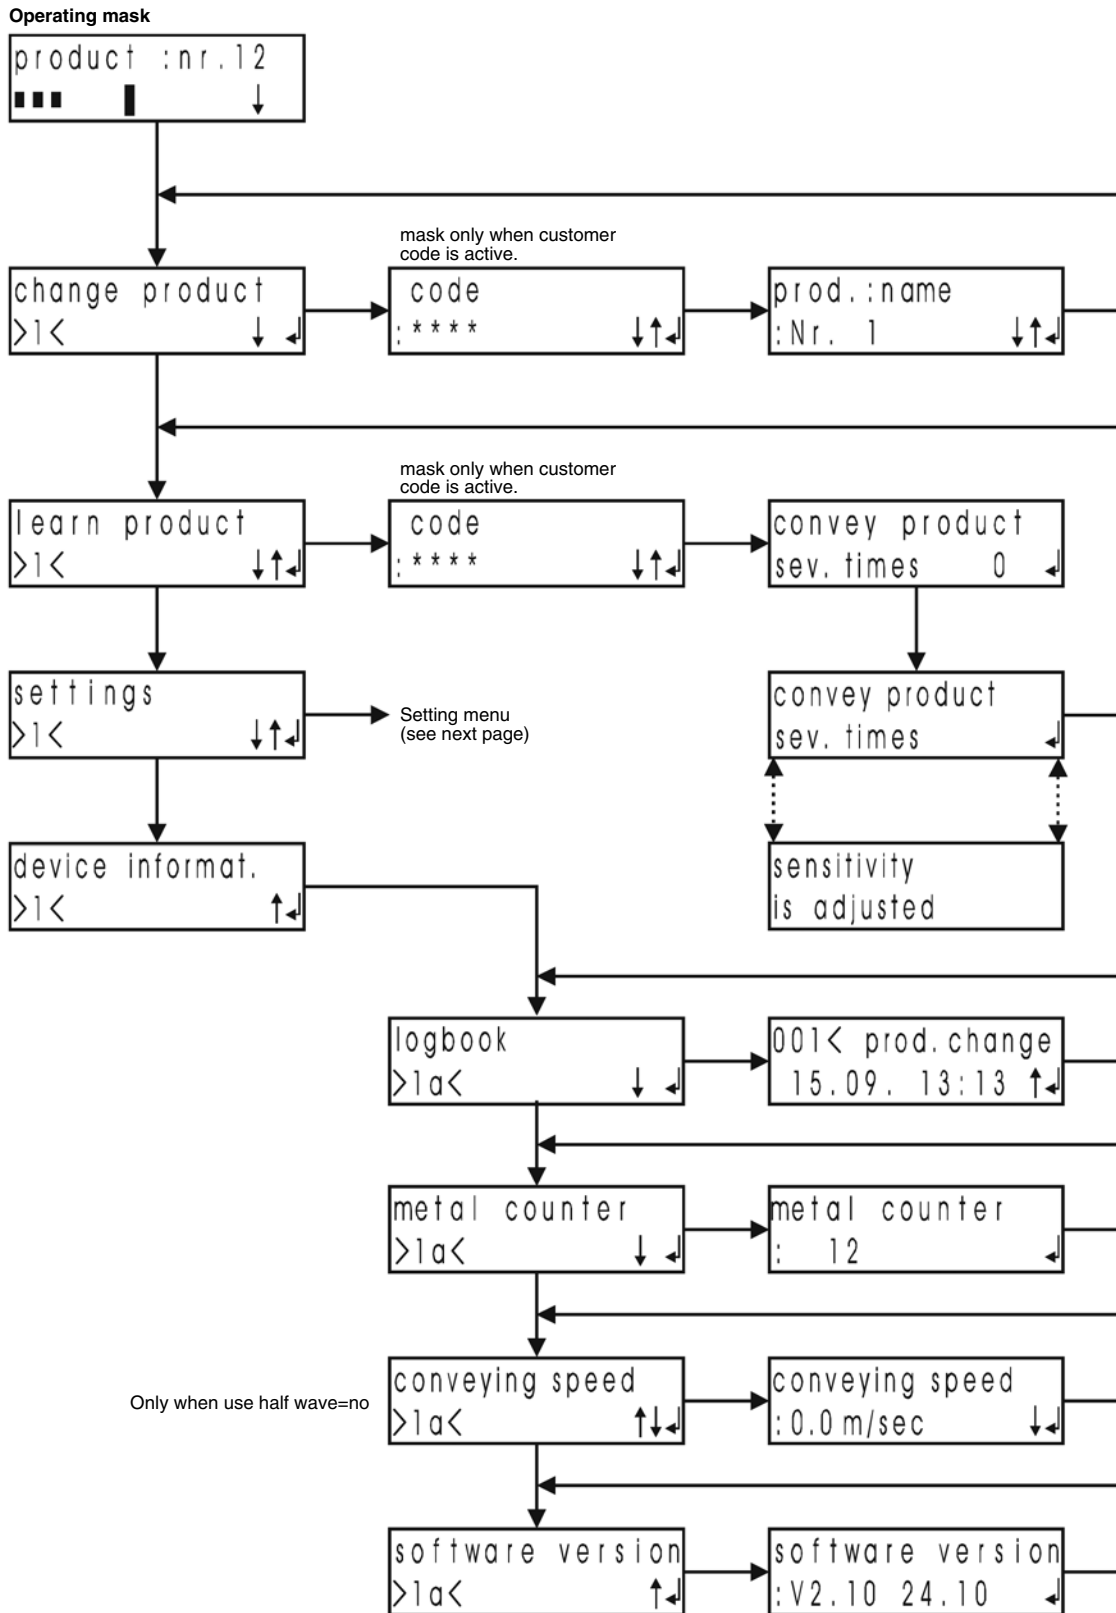 Operating mask
product :nr.12
↓
mask only when customer
code is active.
change product
>1< ↓ ↲
code
:**** ↓↑↲
prod.:name
:Nr. 1 ↓↑↲
mask only when customer
code is active.
learn product
>1< ↓↑↲
code
:**** ↓↑↲
convey product
sev. times 0 ↲
settings
>1< ↓↑↲
Setting menu
(see next page)
convey product
sev. times ↲
device informat.
>1< ↑↲
sensitivity
is adjusted
logbook
>1a< ↓ ↲
001< prod.change
15.09. 13:13 ↑↲
metal counter
>1a< ↓ ↲
metal counter
: 12 ↲
Only when use half wave=no
conveying speed
>1a< ↑↓↲
conveying speed
:0.0 m/sec ↓↲
software version
>1a< ↑↲
software version
:V2.10 24.10 ↲